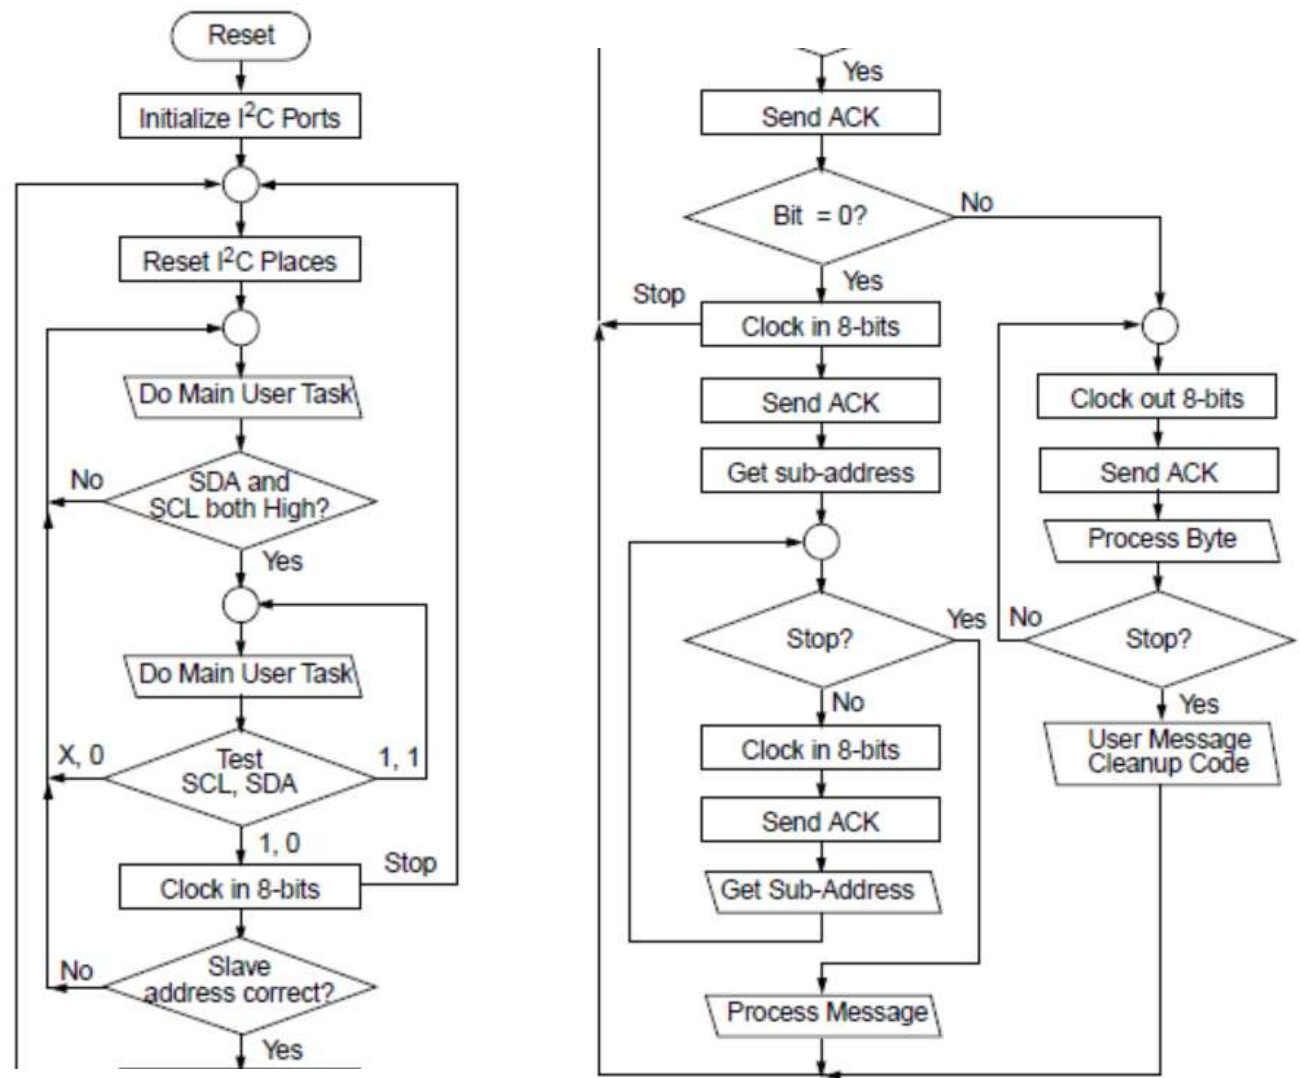 Reset
Initialize I²C Ports
Reset I²C Places
Do Main User Task
No
SDA and
SCL both High?
Yes
Do Main User Task
X, 0
Test
SCL, SDA
1, 1
1, 0
Clock in 8-bits
Stop
No
Slave
address correct?
Yes
Yes
Send ACK
Bit = 0?
No
Yes
Stop
Clock in 8-bits
Send ACK
Get sub-address
Stop?
Yes
No
Clock in 8-bits
Send ACK
Get Sub-Address
Process Message
Clock out 8-bits
Send ACK
Process Byte
No
Stop?
Yes
User Message
Cleanup Code